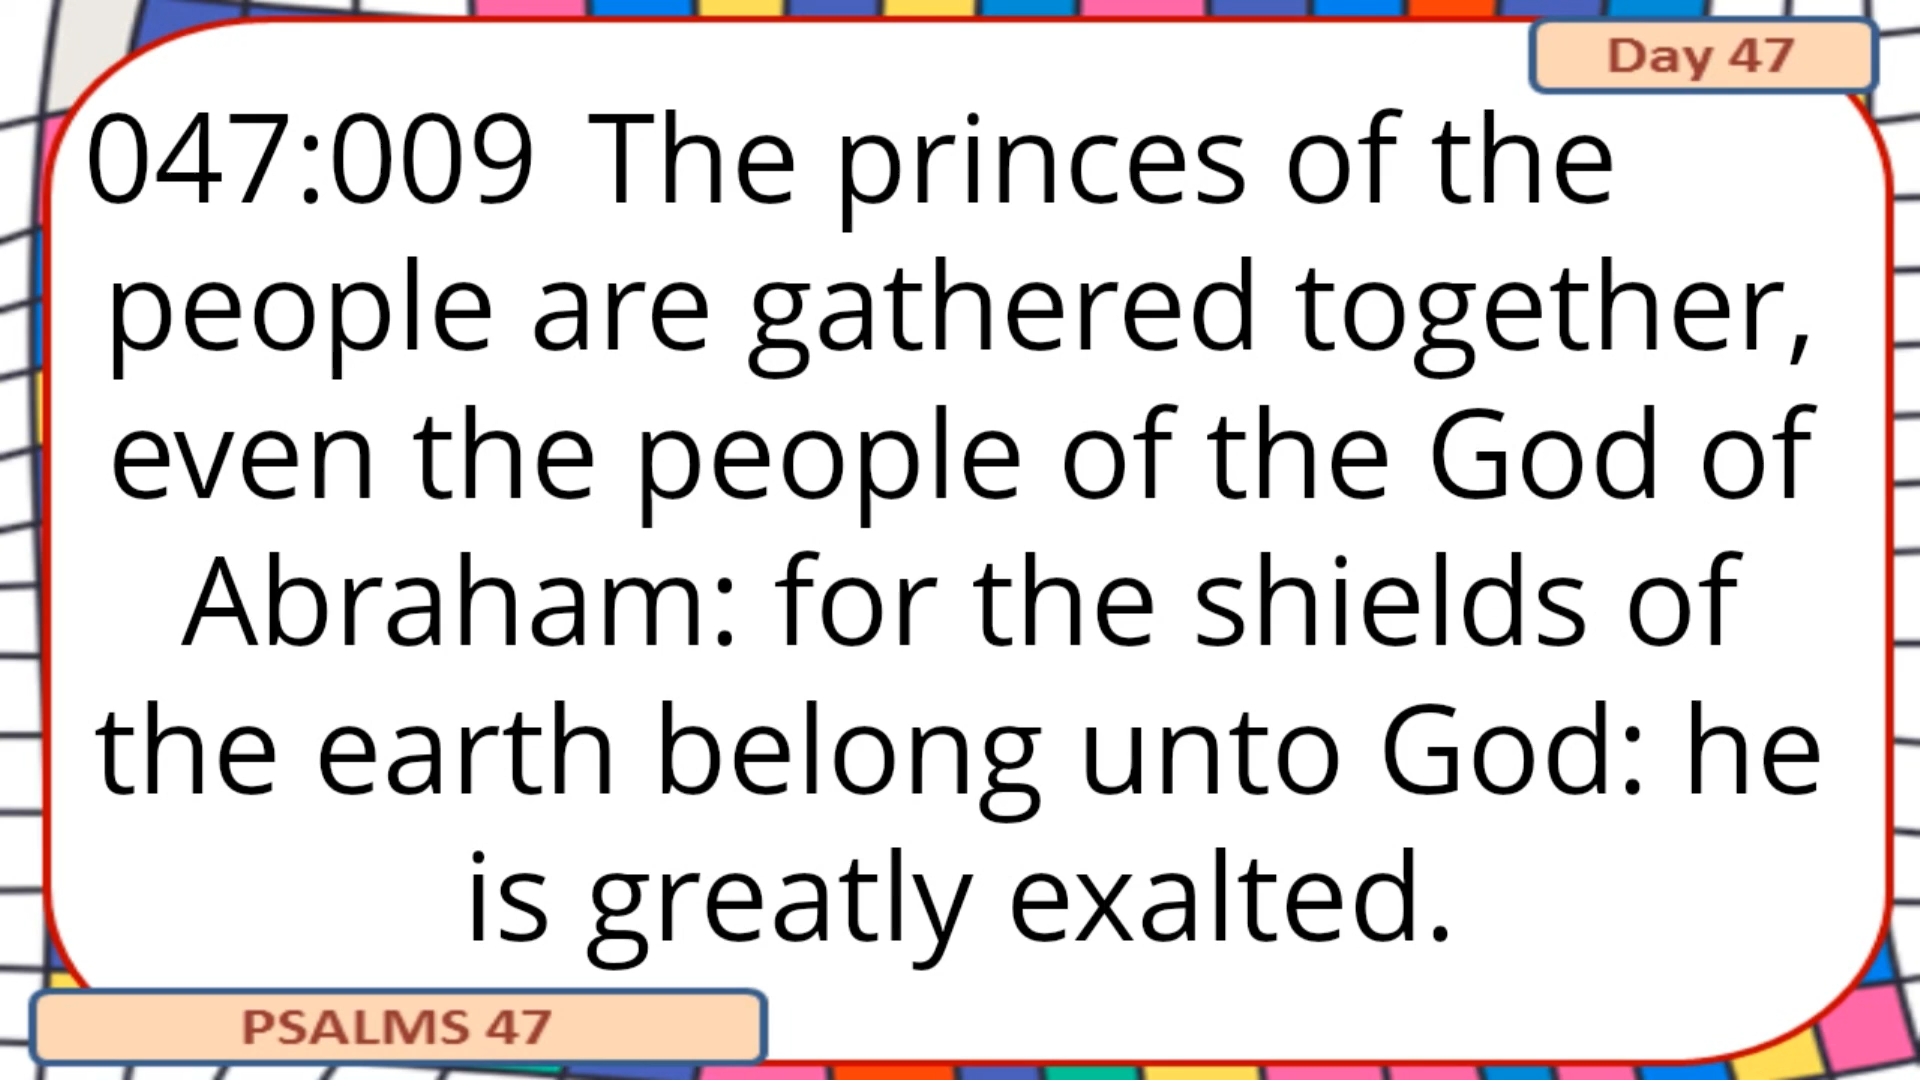 Day 47
047:009 The princes of the
people are gathered together,
even the people of the God of
Abraham: for the shields of
the earth belong unto God: he
is greatly exalted.
PSALMS 47